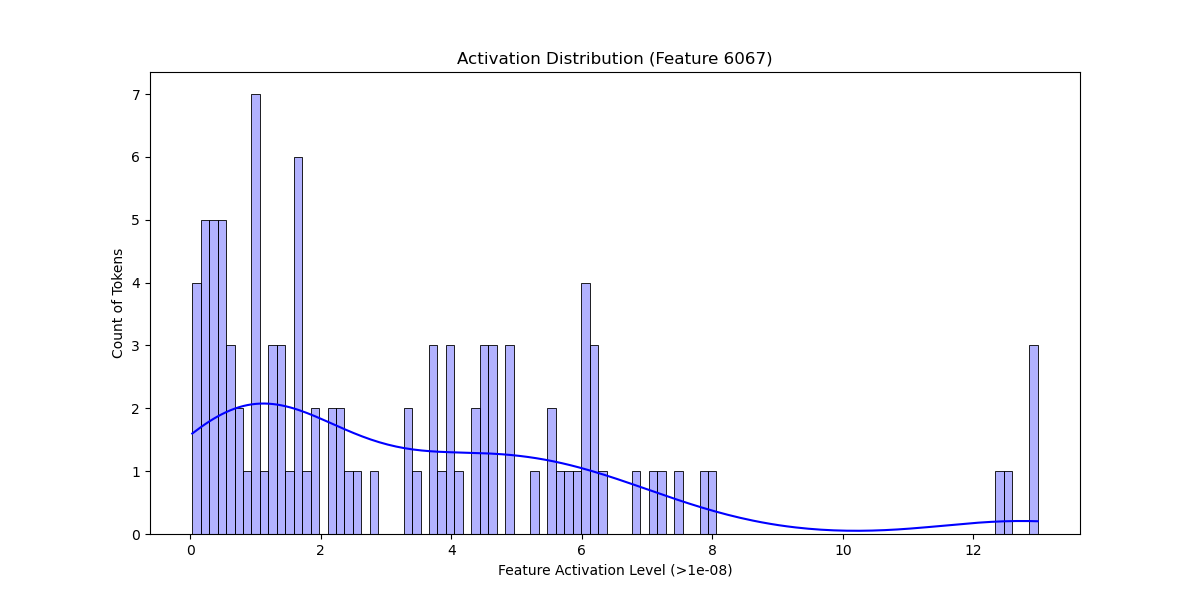 Activation Distribution (Feature 6067)
Count of Tokens
7
6
5
4
3
2
1
0
0 2 4 6 8 10 12
Feature Activation Level (>1e-08)